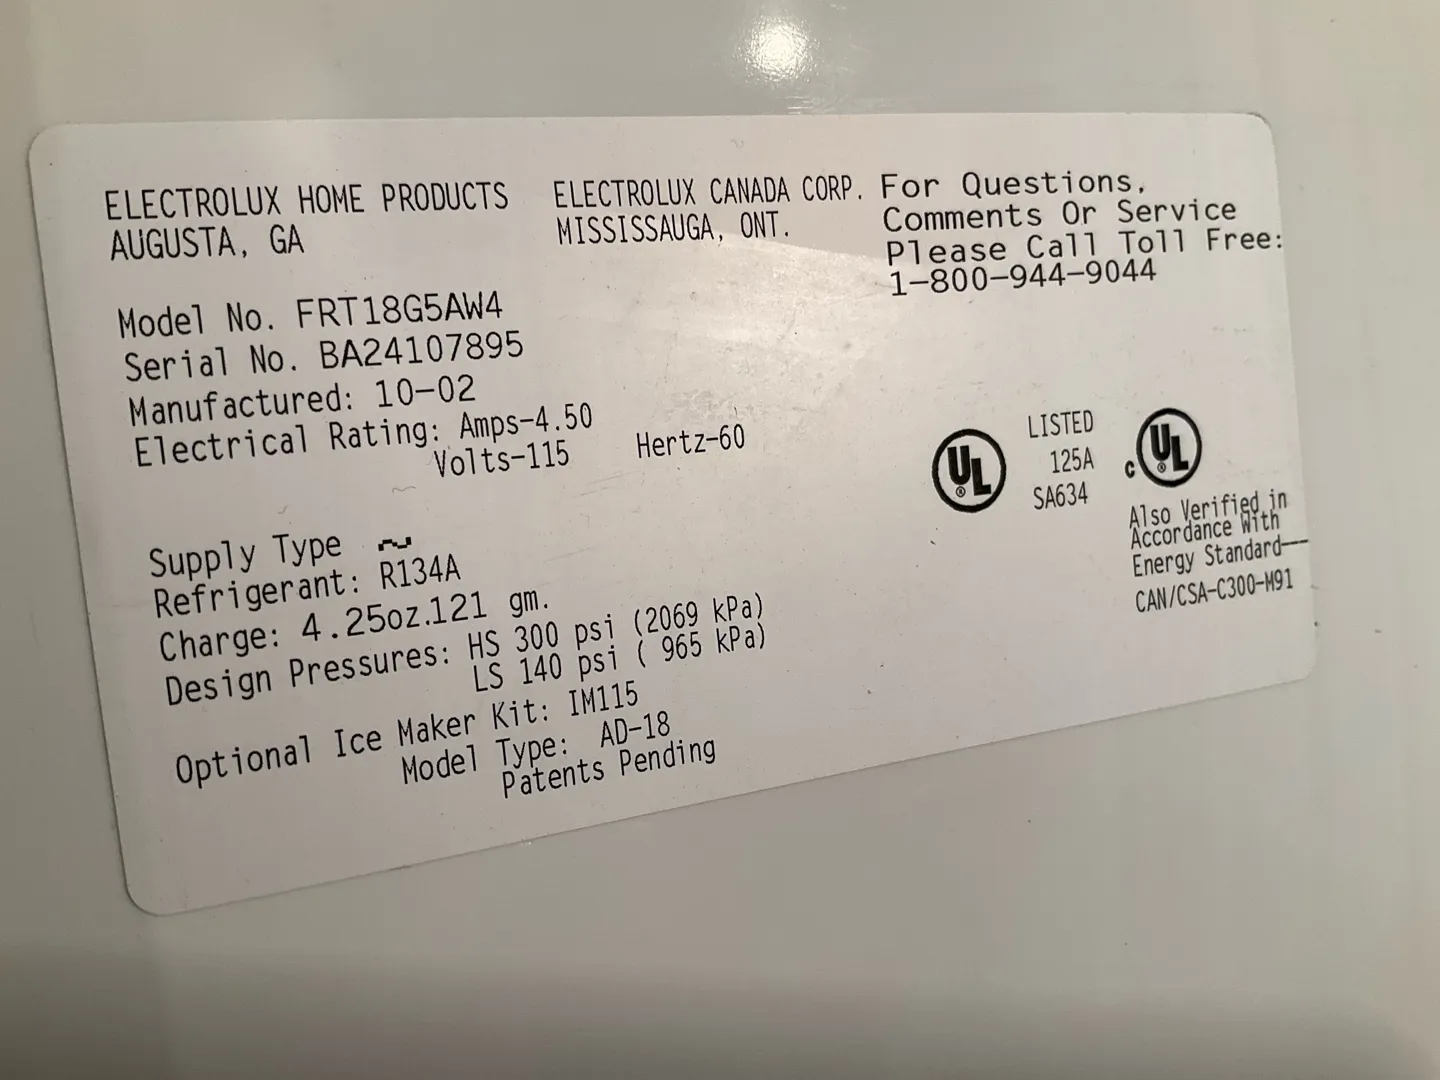 ELECTROLUX HOME PRODUCTS
AUGUSTA, GA
ELECTROLUX CANADA CORP.
MISSISSAUGA, ONT.
For Questions,
Comments Or Service
Please Call Toll Free:
1-800-944-9044
Model No. FRT18G5AW4
Serial No. BA24107895
Manufactured: 10-02
Electrical Rating: Amps-4.50
Volts-115 Hertz-60
UL
®
LISTED
125A
SA634
c UL
®
Also Verified in
Accordance With
Energy Standard—
CAN/CSA-C300-M91
Supply Type ~
Refrigerant: R134A
Charge: 4.25oz.121 gm.
Design Pressures: HS 300 psi (2069 kPa)
LS 140 psi ( 965 kPa)
Optional Ice Maker Kit: IM115
Model Type: AD-18
Patents Pending